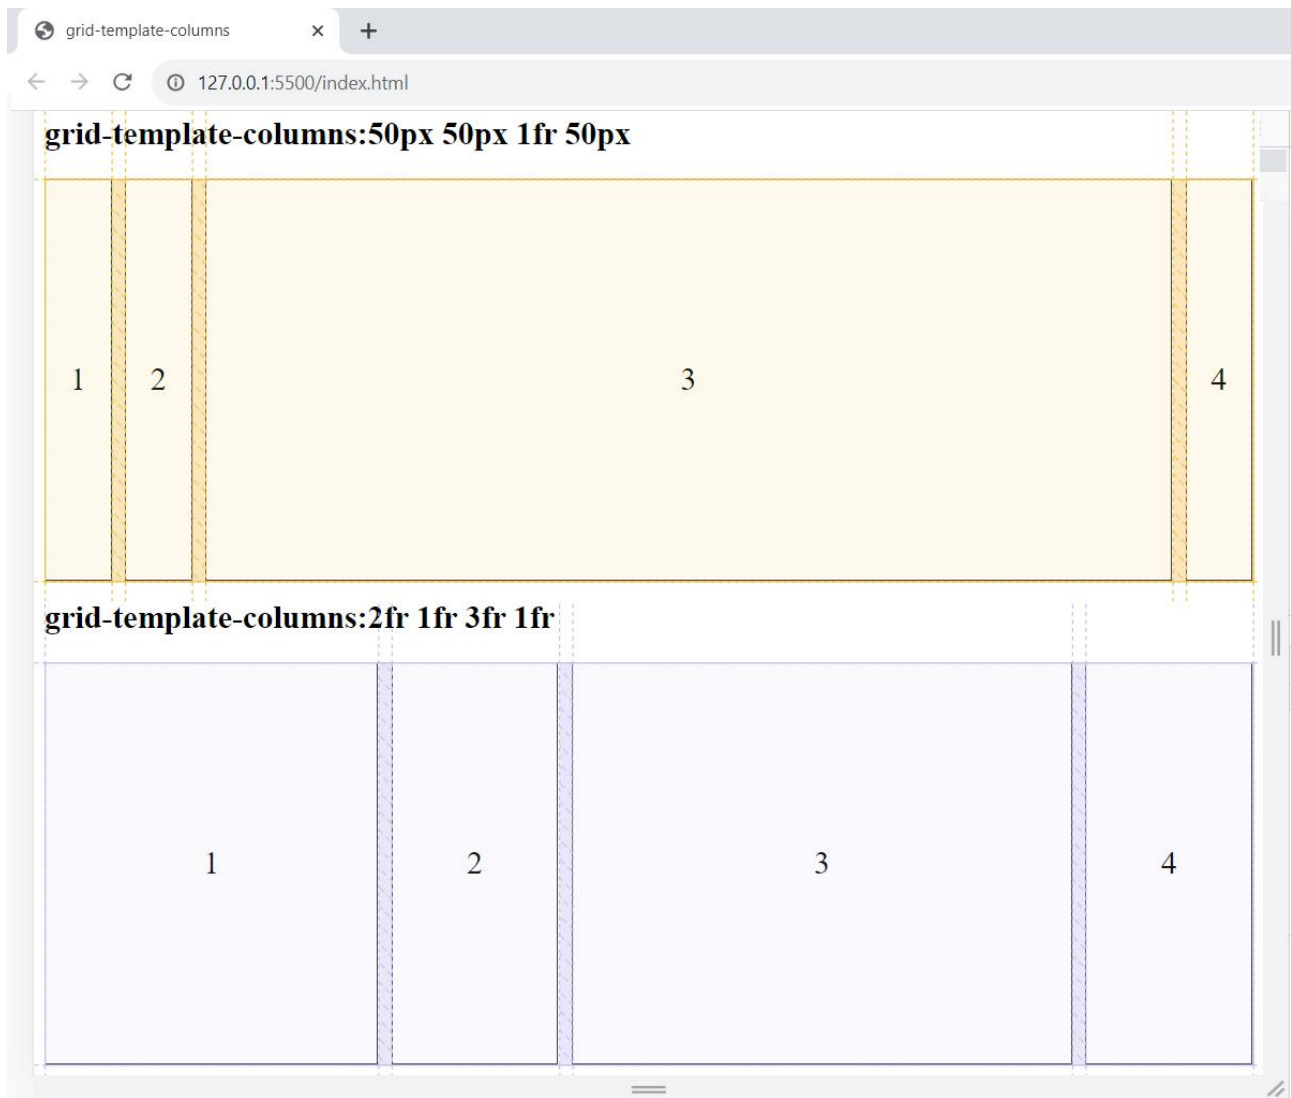 grid-template-columns
127.0.0.1:5500/index.html
grid-template-columns:50px 50px 1fr 50px
1 2 3 4
grid-template-columns:2fr 1fr 3fr 1fr
1 2 3 4